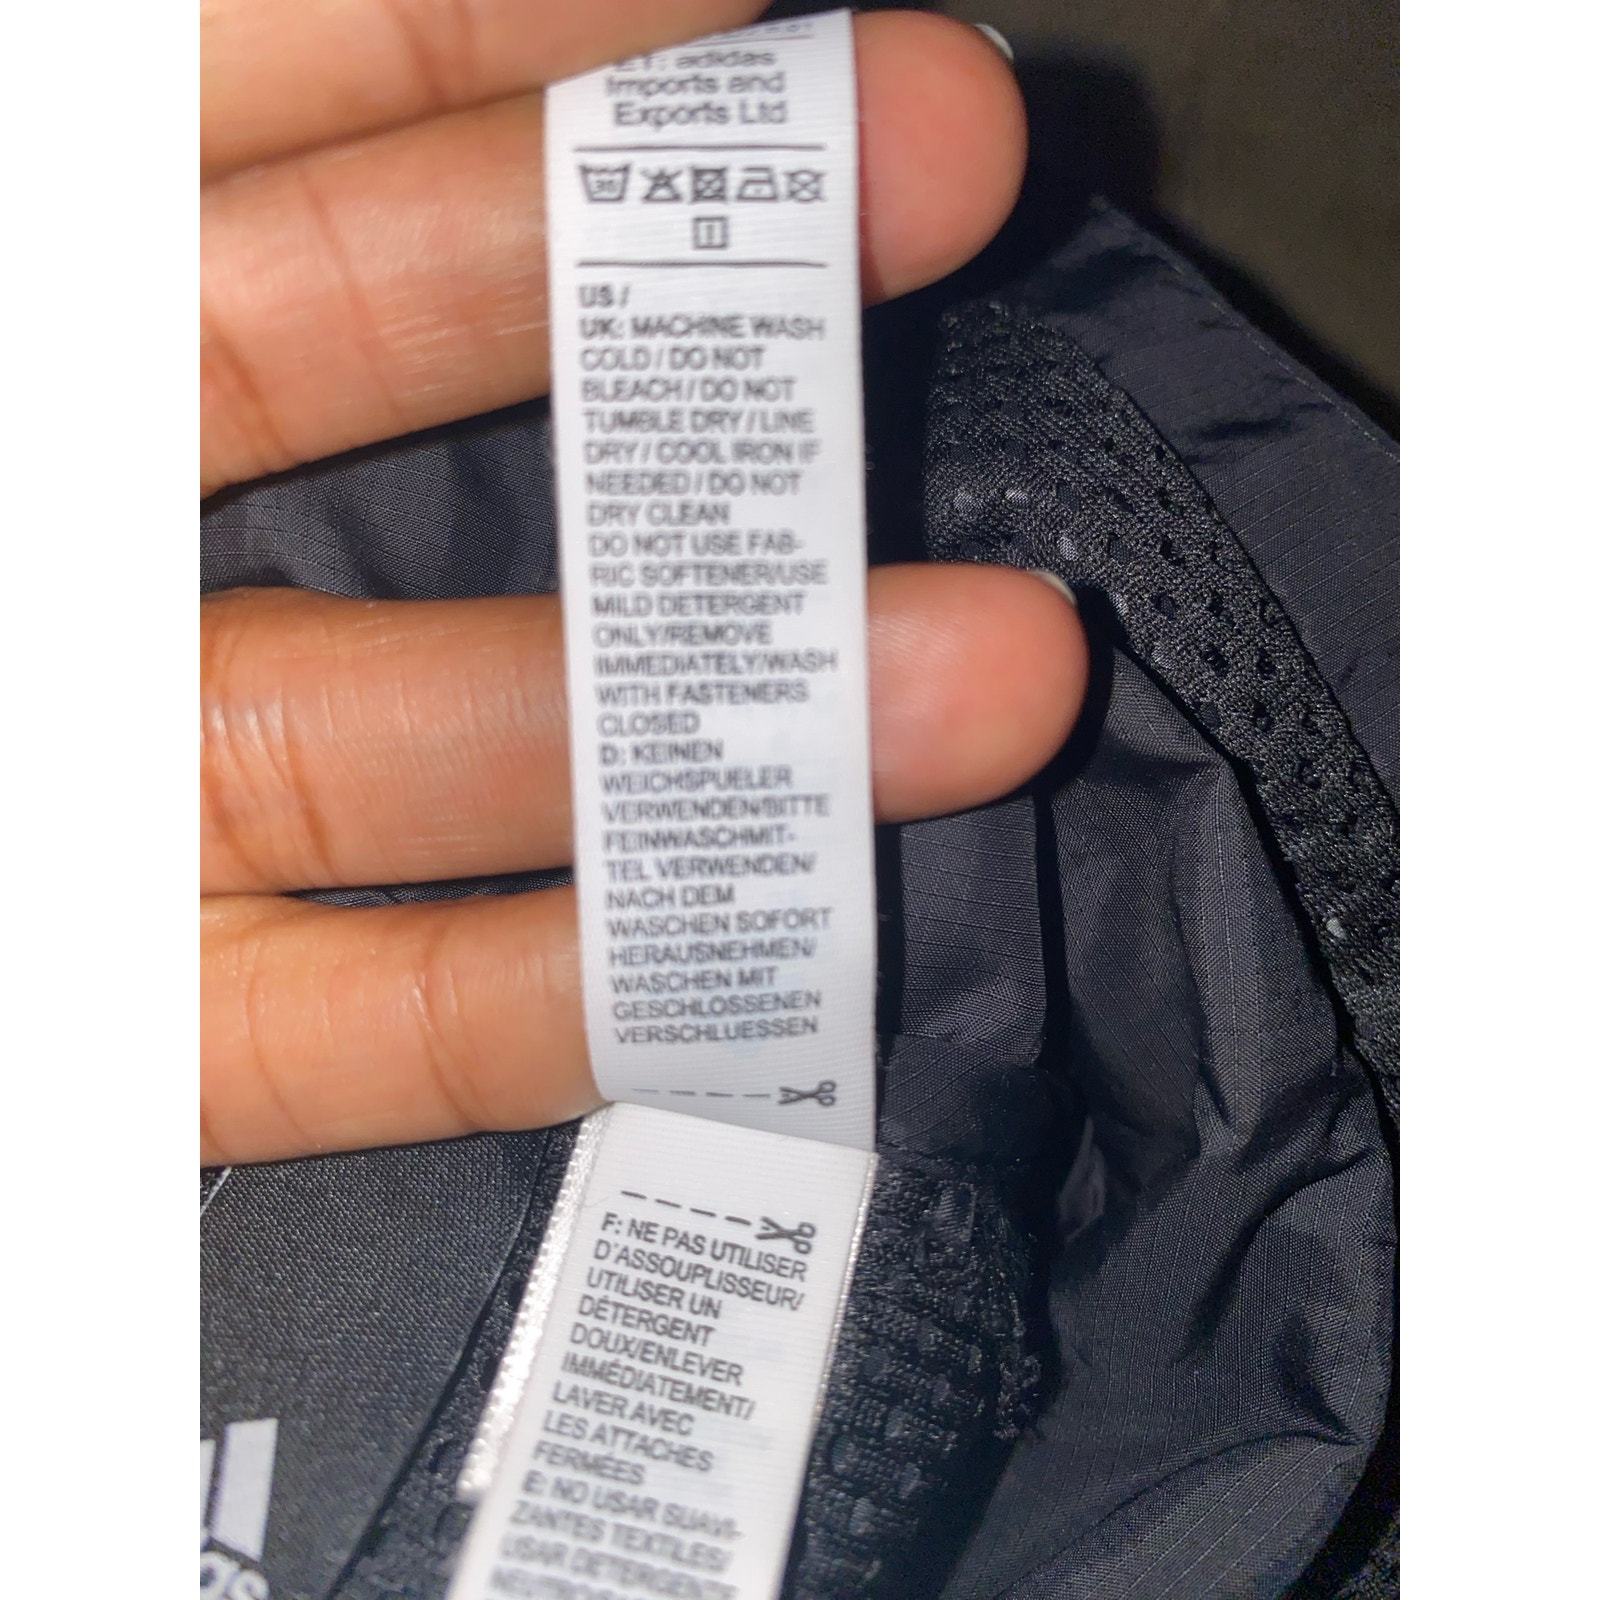 adidas
Imports and
Exports Ltd
30
US /
UK: MACHINE WASH
COLD / DO NOT
BLEACH / DO NOT
TUMBLE DRY / LINE
DRY / COOL IRON IF
NEEDED / DO NOT
DRY CLEAN
DO NOT USE FAB-
RIC SOFTENER/USE
MILD DETERGENT
ONLY/REMOVE
IMMEDIATELY/WASH
WITH FASTENERS
CLOSED
D: KEINEN
WEICHSPUELER
VERWENDEN/BITTE
FEINWASCHMIT-
TEL VERWENDEN/
NACH DEM
WASCHEN SOFORT
HERAUSNEHMEN/
WASCHEN MIT
GESCHLOSSENEN
VERSCHLUESSEN
F: NE PAS UTILISER
D'ASSOUPLISSEUR/
UTILISER UN
DÉTERGENT
DOUX/ENLEVER
IMMÉDIATEMENT/
LAVER AVEC
LES ATTACHES
FERMÉES
E: NO USAR SUAVI-
ZANTES TEXTILES/
USAR DETERGENTE